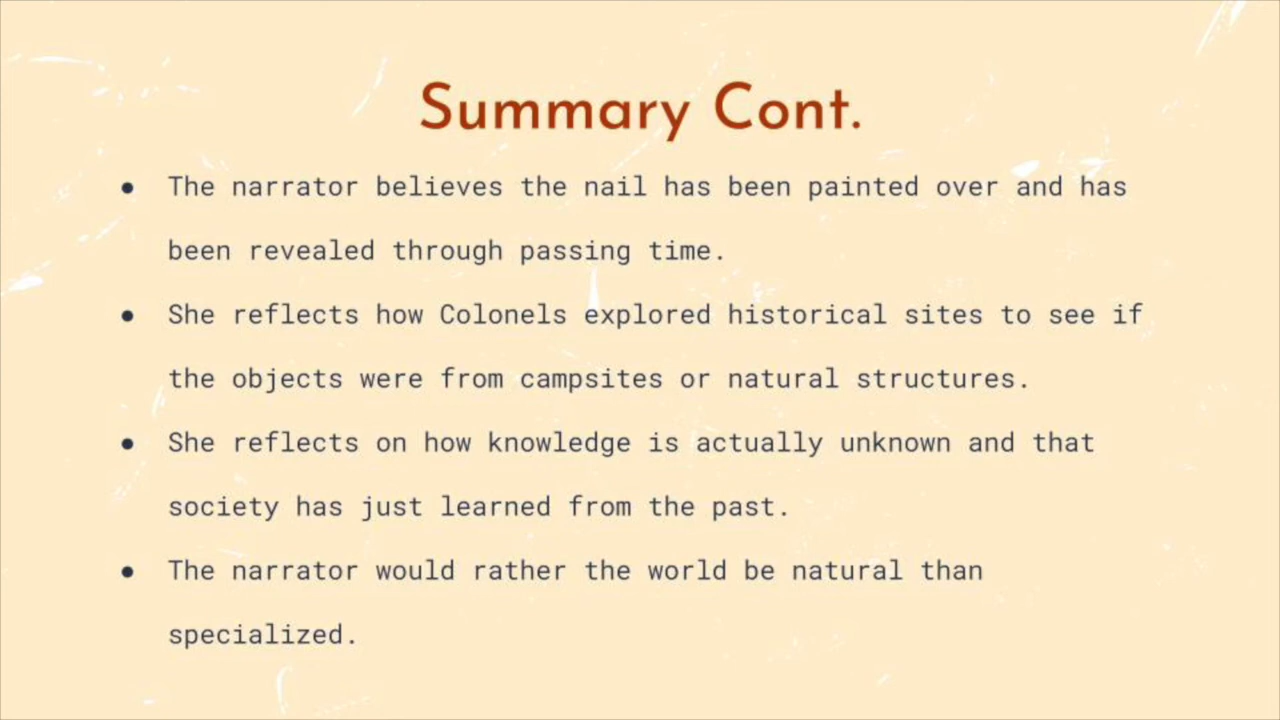 Summary Cont.
● The narrator believes the nail has been painted over and has
been revealed through passing time.
● She reflects how Colonels explored historical sites to see if
the objects were from campsites or natural structures.
● She reflects on how knowledge is actually unknown and that
society has just learned from the past.
● The narrator would rather the world be natural than
specialized.